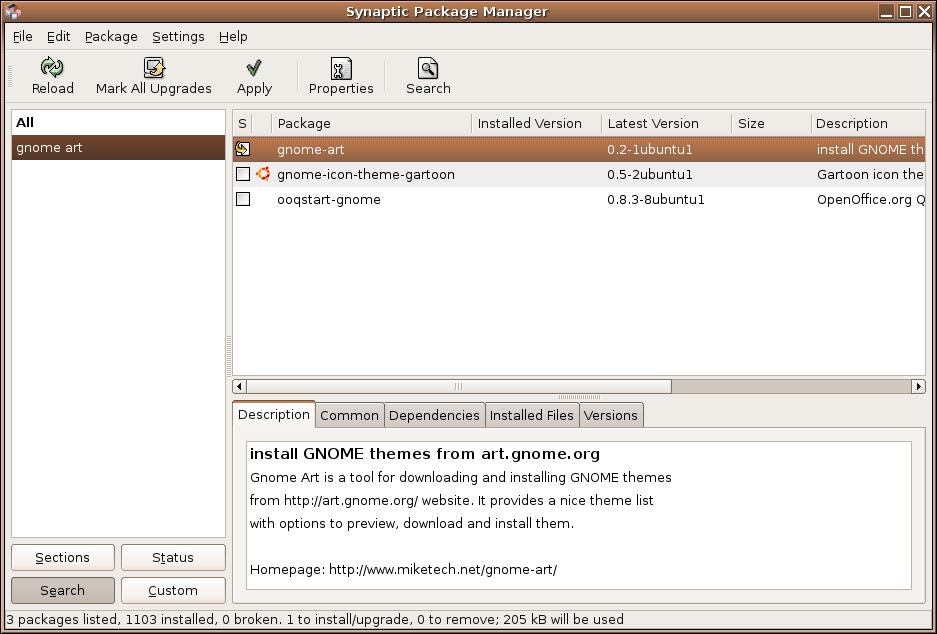 Synaptic Package Manager
File Edit Package Settings Help
Reload Mark All Upgrades Apply Properties Search
All
gnome art
S Package Installed Version Latest Version Size Description
gnome-art 0.2-1ubuntu1 install GNOME th
gnome-icon-theme-gartoon 0.5-2ubuntu1 Gartoon icon the
ooqstart-gnome 0.8.3-8ubuntu1 OpenOffice.org Q
Description Common Dependencies Installed Files Versions
install GNOME themes from art.gnome.org
Gnome Art is a tool for downloading and installing GNOME themes
from http://art.gnome.org/ website. It provides a nice theme list
with options to preview, download and install them.
Homepage: http://www.miketech.net/gnome-art/
Sections Status
Search Custom
3 packages listed, 1103 installed, 0 broken. 1 to install/upgrade, 0 to remove; 205 kB will be used